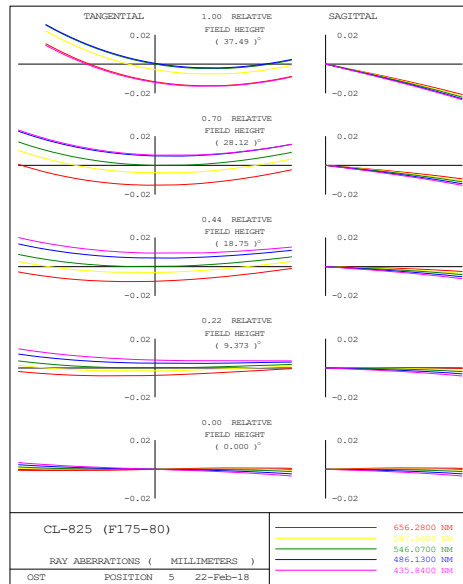 TANGENTIAL 1.00 RELATIVE SAGITTAL
FIELD HEIGHT
( 37.49 )°
0.02 0.02
-0.02 -0.02
0.70 RELATIVE
FIELD HEIGHT
( 28.12 )°
0.02 0.02
-0.02 -0.02
0.44 RELATIVE
FIELD HEIGHT
( 18.75 )°
0.02 0.02
-0.02 -0.02
0.22 RELATIVE
FIELD HEIGHT
( 9.373 )°
0.02 0.02
-0.02 -0.02
0.00 RELATIVE
FIELD HEIGHT
( 0.000 )°
0.02 0.02
-0.02 -0.02
CL-825 (F175-80)
RAY ABERRATIONS ( MILLIMETERS )
OST POSITION 5 22-Feb-18
656.2800 NM
NM
546.0700 NM
486.1300 NM
435.8400 NM